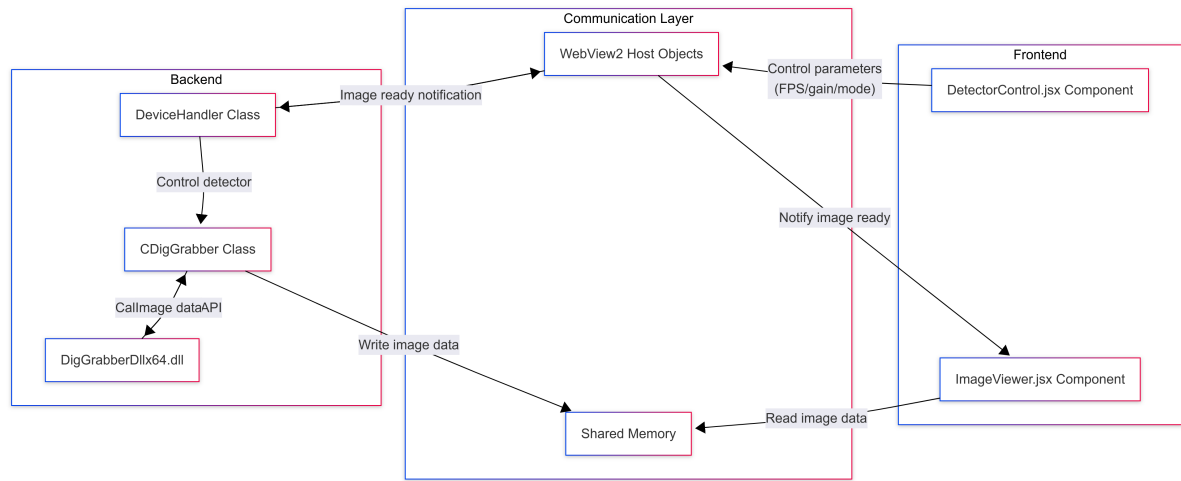 Communication Layer
WebView2 Host Objects
Frontend
Control parameters
(FPS/gain/mode)
DetectorControl.jsx Component
Backend
Image ready notification
DeviceHandler Class
Control detector
Notify image ready
CDigGrabber Class
CallImage dataAPI
Write image data
DigGrabberDllx64.dll
ImageViewer.jsx Component
Read image data
Shared Memory